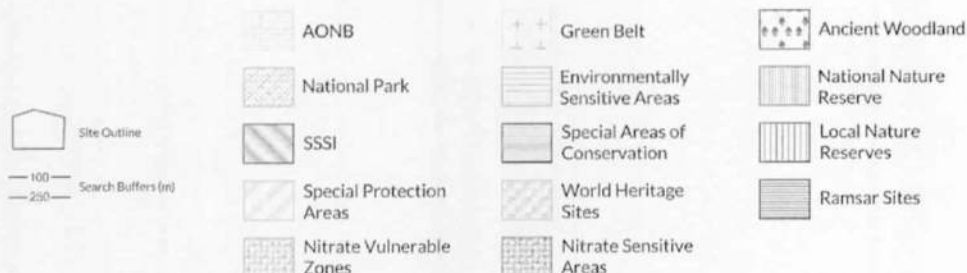 Site Outline
100
250
Search Buffers (m)
AONB
National Park
SSSI
Special Protection
Areas
Nitrate Vulnerable
Zones
Green Belt
Environmentally
Sensitive Areas
Special Areas of
Conservation
World Heritage
Sites
Nitrate Sensitive
Areas
Ancient Woodland
National Nature
Reserve
Local Nature
Reserves
Ramsar Sites